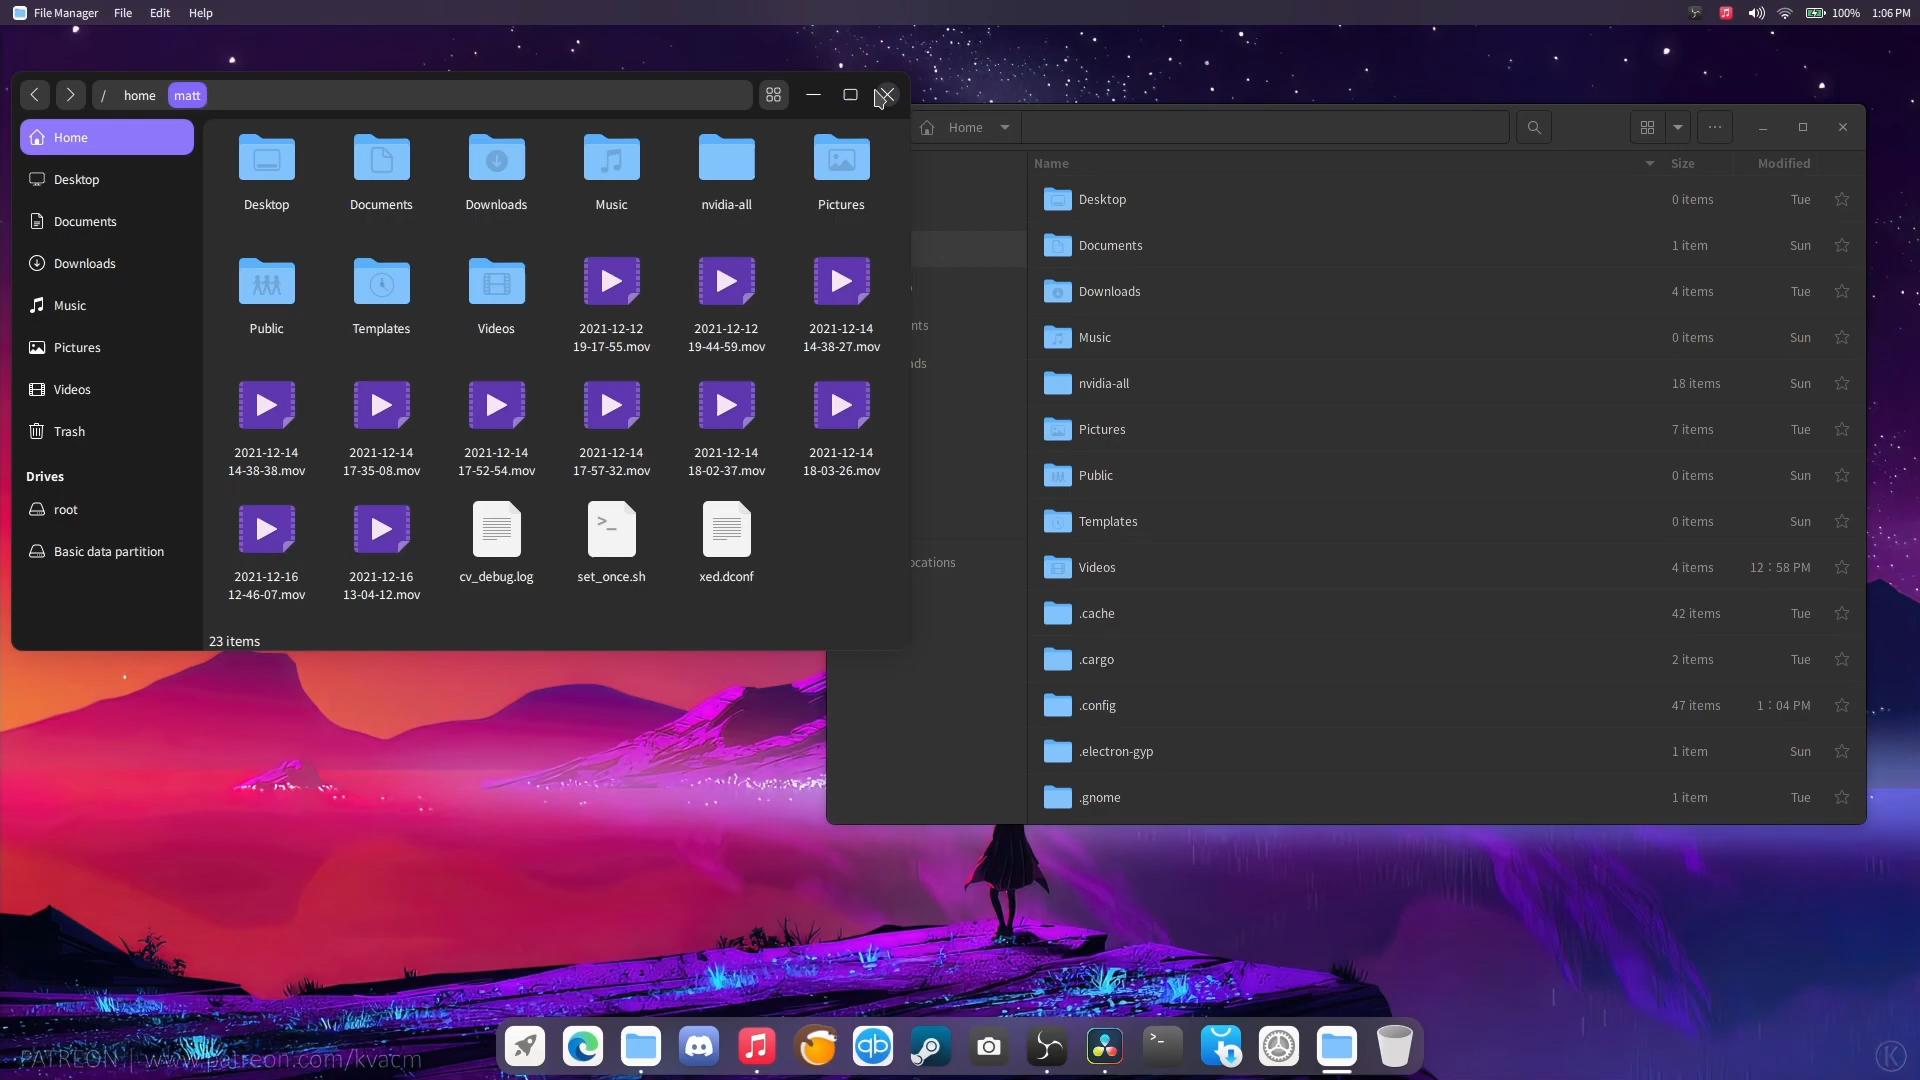 File Manager File Edit Help
100% 1:06 PM
/ home matt
Home
Desktop
Documents
Downloads
Music
Pictures
Videos
Trash
Drives
root
Basic data partition
Desktop Documents Downloads Music nvidia-all Pictures
Public Templates Videos 2021-12-12 2021-12-12 2021-12-14
19-17-55.mov 19-44-59.mov 14-38-27.mov
2021-12-14 2021-12-14 2021-12-14 2021-12-14 2021-12-14 2021-12-14
14-38-38.mov 17-35-08.mov 17-52-54.mov 17-57-32.mov 18-02-37.mov 18-03-26.mov
>_
2021-12-16 2021-12-16 cv_debug.log set_once.sh xed.dconf
12-46-07.mov 13-04-12.mov
23 items
Home
nts
ads
ocations
Name Size Modified
Desktop 0 items Tue
Documents 1 item Sun
Downloads 4 items Tue
Music 0 items Sun
nvidia-all 18 items Sun
Pictures 7 items Tue
Public 0 items Sun
Templates 0 items Sun
Videos 4 items 12:58 PM
.cache 42 items Tue
.cargo 2 items Tue
.config 47 items 1:04 PM
.electron-gyp 1 item Sun
.gnome 1 item Tue
PATREON | www.patreon.com/kvacm
qb
>_
K